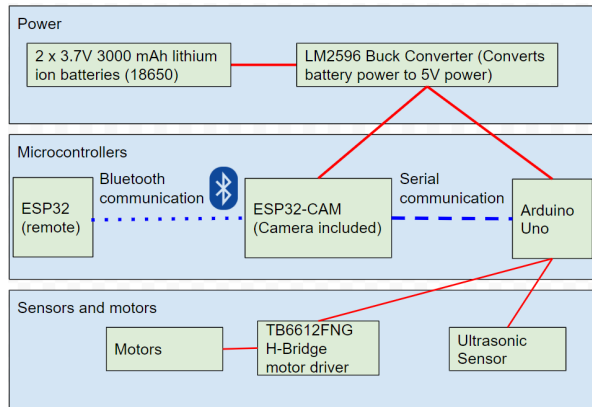 Power
2 x 3.7V 3000 mAh lithium
ion batteries (18650)
LM2596 Buck Converter (Converts
battery power to 5V power)
Microcontrollers
Bluetooth
communication
ESP32
(remote)
ESP32-CAM
(Camera included)
Serial
communication
Arduino
Uno
Sensors and motors
Motors
TB6612FNG
H-Bridge
motor driver
Ultrasonic
Sensor